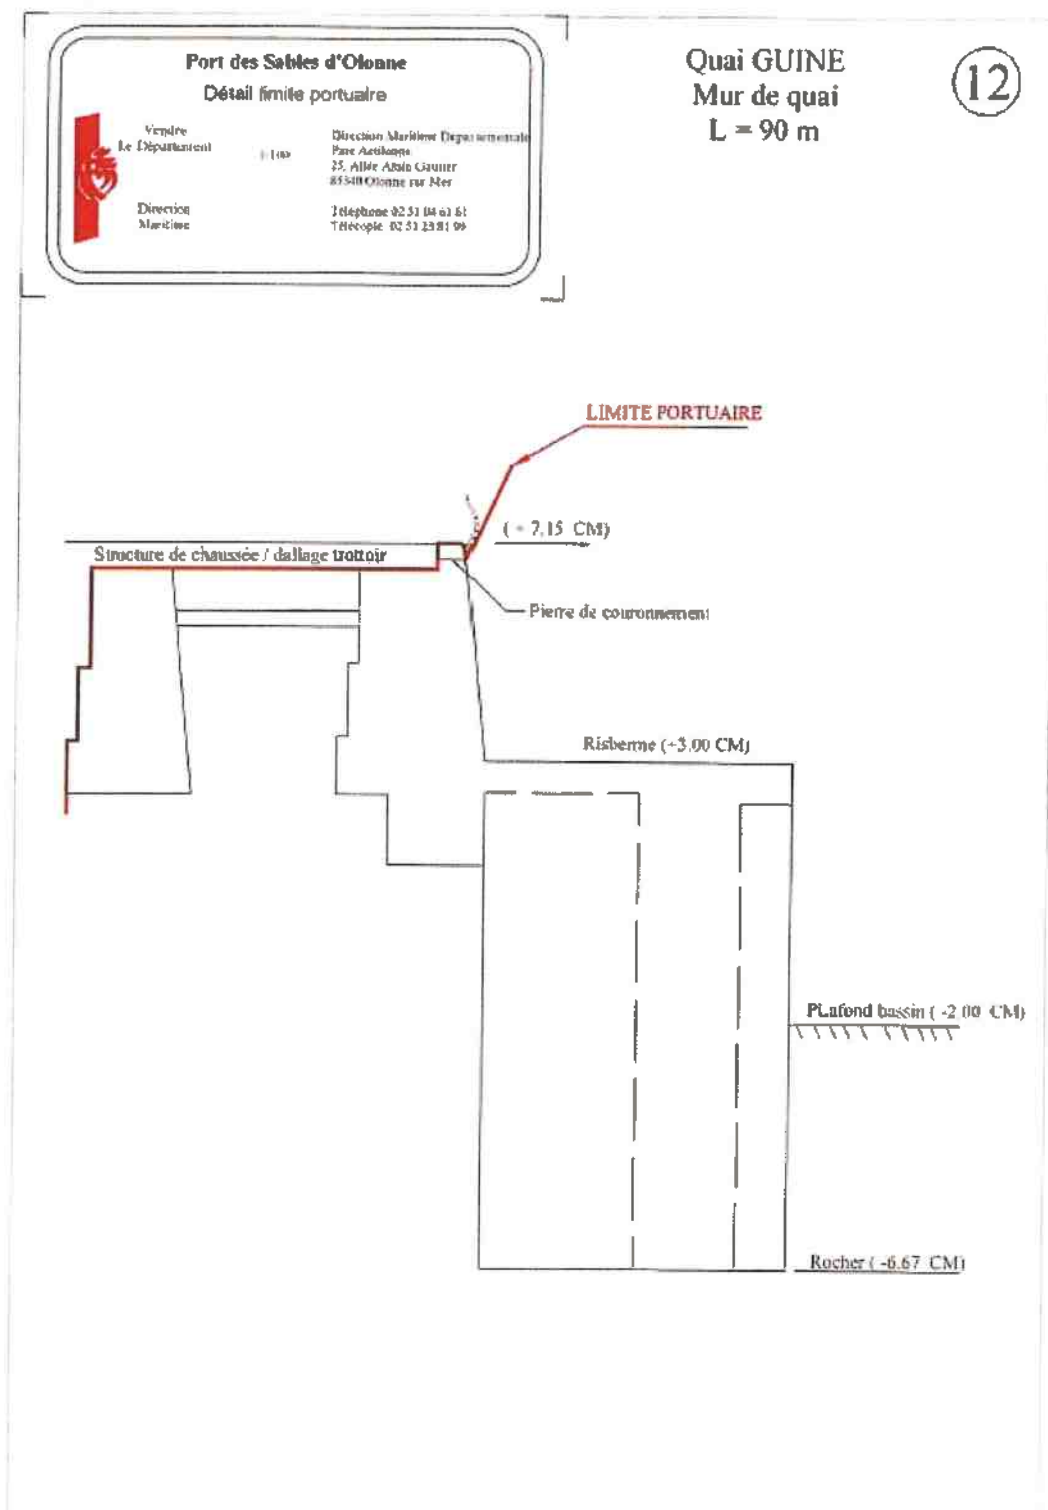 Port des Sables d'Olonne
Détail limite portuaire
Vendée
Le Département
1/100
Direction
Maritime
Direction Maritime Départementale
25, Allée Alain
85340 Olonne sur Mer
Téléphone 02 51 04 61 61
Télécopie 02 51 23 81 99
Quai GUINE
Mur de quai
L = 90 m
12
LIMITE PORTUAIRE
( + 7.15 CM)
Structure de chaussée / dallage trottoir
Pierre de couronnement
Risberme (+3.00 CM)
PLafond bassin ( -2.00 CM)
Rocher ( -6.67 CM)